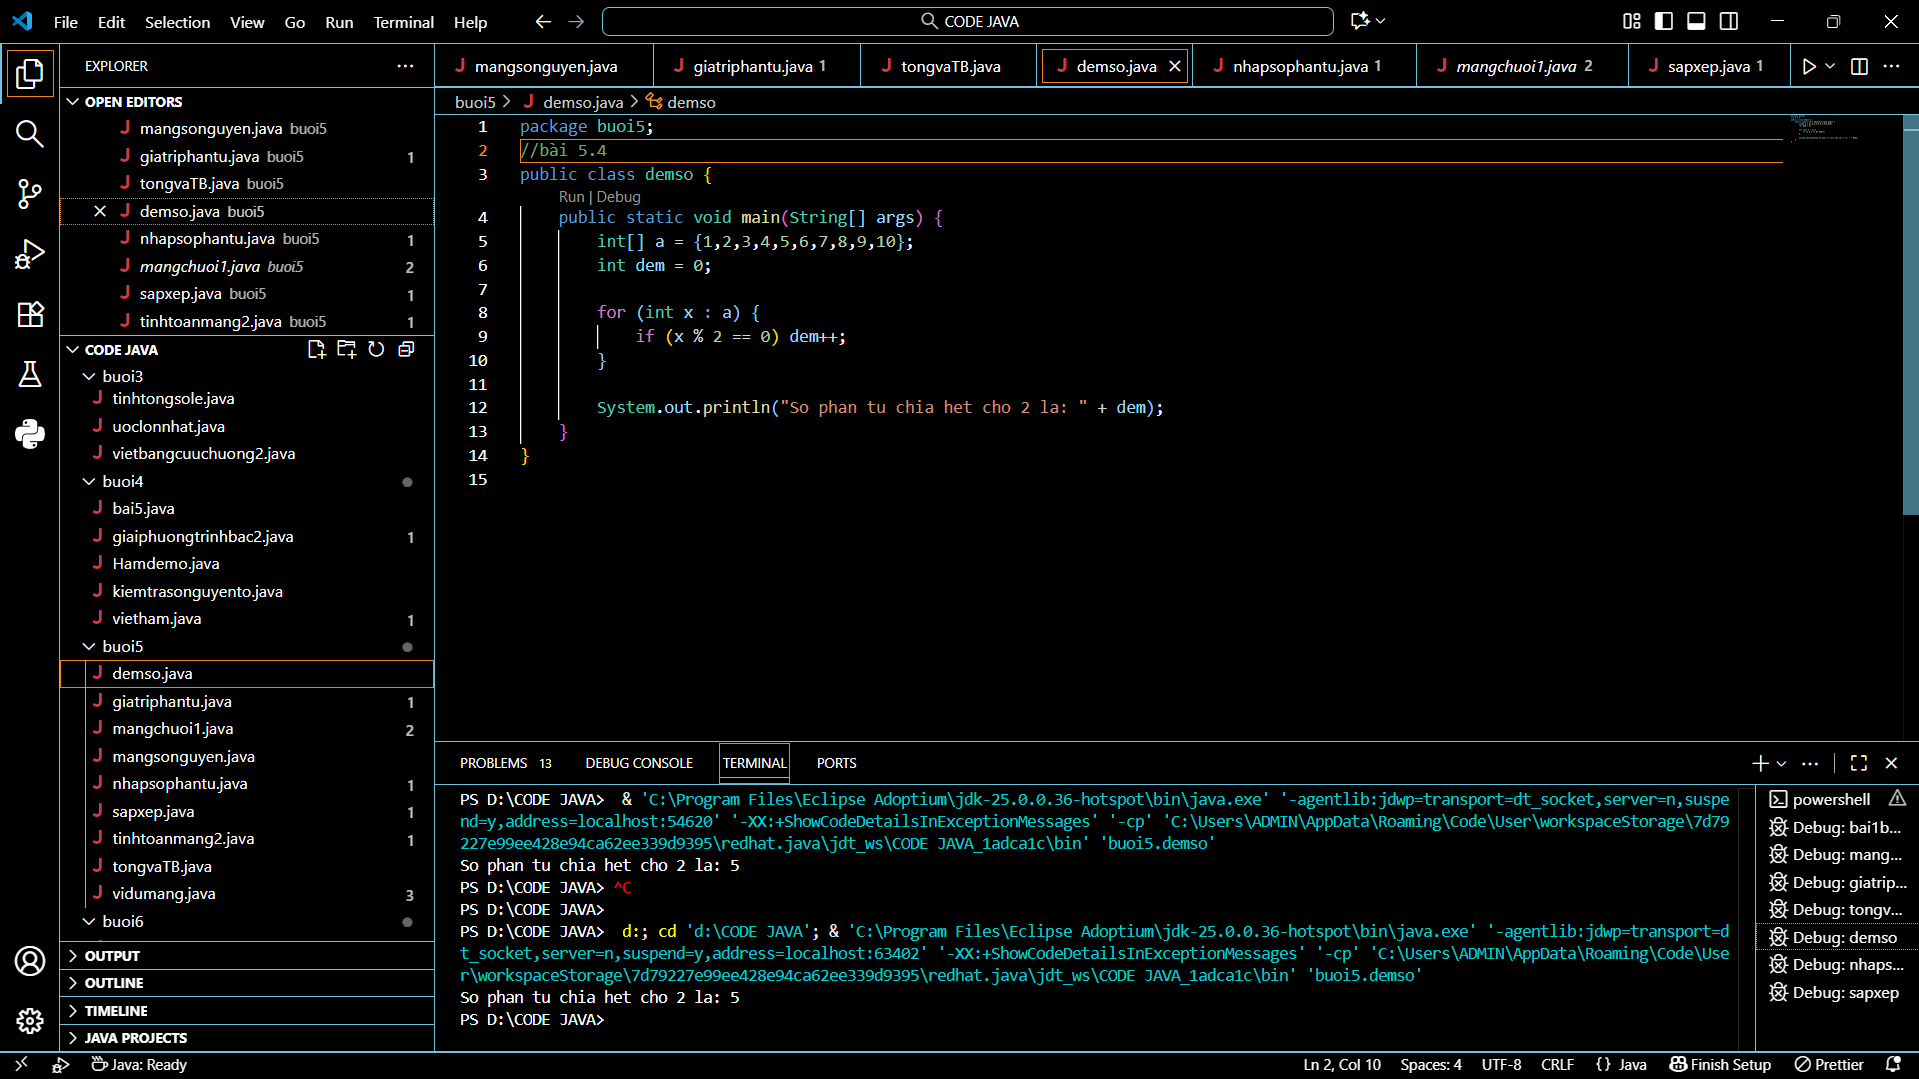 File Edit Selection View Go Run Terminal Help
CODE JAVA
EXPLORER
OPEN EDITORS
mangsonguyen.java buoi5
giatriphantu.java buoi5 1
tongvaTB.java buoi5
demso.java buoi5
nhapsophantu.java buoi5 1
mangchuoi1.java buoi5 2
sapxep.java buoi5 1
tinhtoanmang2.java buoi5 1
CODE JAVA
buoi3
tinhtongsole.java
uoclonnhat.java
vietbangcuuchuong2.java
buoi4
bai5.java
giaiphuongtrinhbac2.java 1
Hamdemo.java
kiemtrasonguyento.java
vietham.java 1
buoi5
demso.java
giatriphantu.java 1
mangchuoi1.java 2
mangsonguyen.java
nhapsophantu.java 1
sapxep.java 1
tinhtoanmang2.java 1
tongvaTB.java
vidumang.java 3
buoi6
OUTPUT
OUTLINE
TIMELINE
JAVA PROJECTS
mangsonguyen.java giatriphantu.java 1 tongvaTB.java demso.java nhapsophantu.java 1 mangchuoi1.java 2 sapxep.java 1
buoi5 > demso.java > demso
1 package buoi5;
2 //bài 5.4
3 public class demso {
Run | Debug
4 public static void main(String[] args) {
5 int[] a = {1,2,3,4,5,6,7,8,9,10};
6 int dem = 0;
7
8 for (int x : a) {
9 if (x % 2 == 0) dem++;
10 }
11
12 System.out.println("So phan tu chia het cho 2 la: " + dem);
13 }
14 }
15
PROBLEMS 13 DEBUG CONSOLE TERMINAL PORTS
PS D:\CODE JAVA> & 'C:\Program Files\Eclipse Adoptium\jdk-25.0.0.36-hotspot\bin\java.exe' '-agentlib:jdwp=transport=dt_socket,server=n,suspe
nd=y,address=localhost:54620' '-XX:+ShowCodeDetailsInExceptionMessages' '-cp' 'C:\Users\ADMIN\AppData\Roaming\Code\User\workspaceStorage\7d79
227e99ee428e94ca62ee339d9395\redhat.java\jdt_ws\CODE JAVA_1adca1c\bin' 'buoi5.demso'
So phan tu chia het cho 2 la: 5
PS D:\CODE JAVA> ^C
PS D:\CODE JAVA>
PS D:\CODE JAVA> d:; cd 'd:\CODE JAVA'; & 'C:\Program Files\Eclipse Adoptium\jdk-25.0.0.36-hotspot\bin\java.exe' '-agentlib:jdwp=transport=d
t_socket,server=n,suspend=y,address=localhost:63402' '-XX:+ShowCodeDetailsInExceptionMessages' '-cp' 'C:\Users\ADMIN\AppData\Roaming\Code\Use
r\workspaceStorage\7d79227e99ee428e94ca62ee339d9395\redhat.java\jdt_ws\CODE JAVA_1adca1c\bin' 'buoi5.demso'
So phan tu chia het cho 2 la: 5
PS D:\CODE JAVA>
powershell
Debug: bai1b...
Debug: mang...
Debug: giatrip...
Debug: tongv...
Debug: demso
Debug: nhaps...
Debug: sapxep
Java: Ready
Ln 2, Col 10 Spaces: 4 UTF-8 CRLF {} Java Finish Setup Prettier